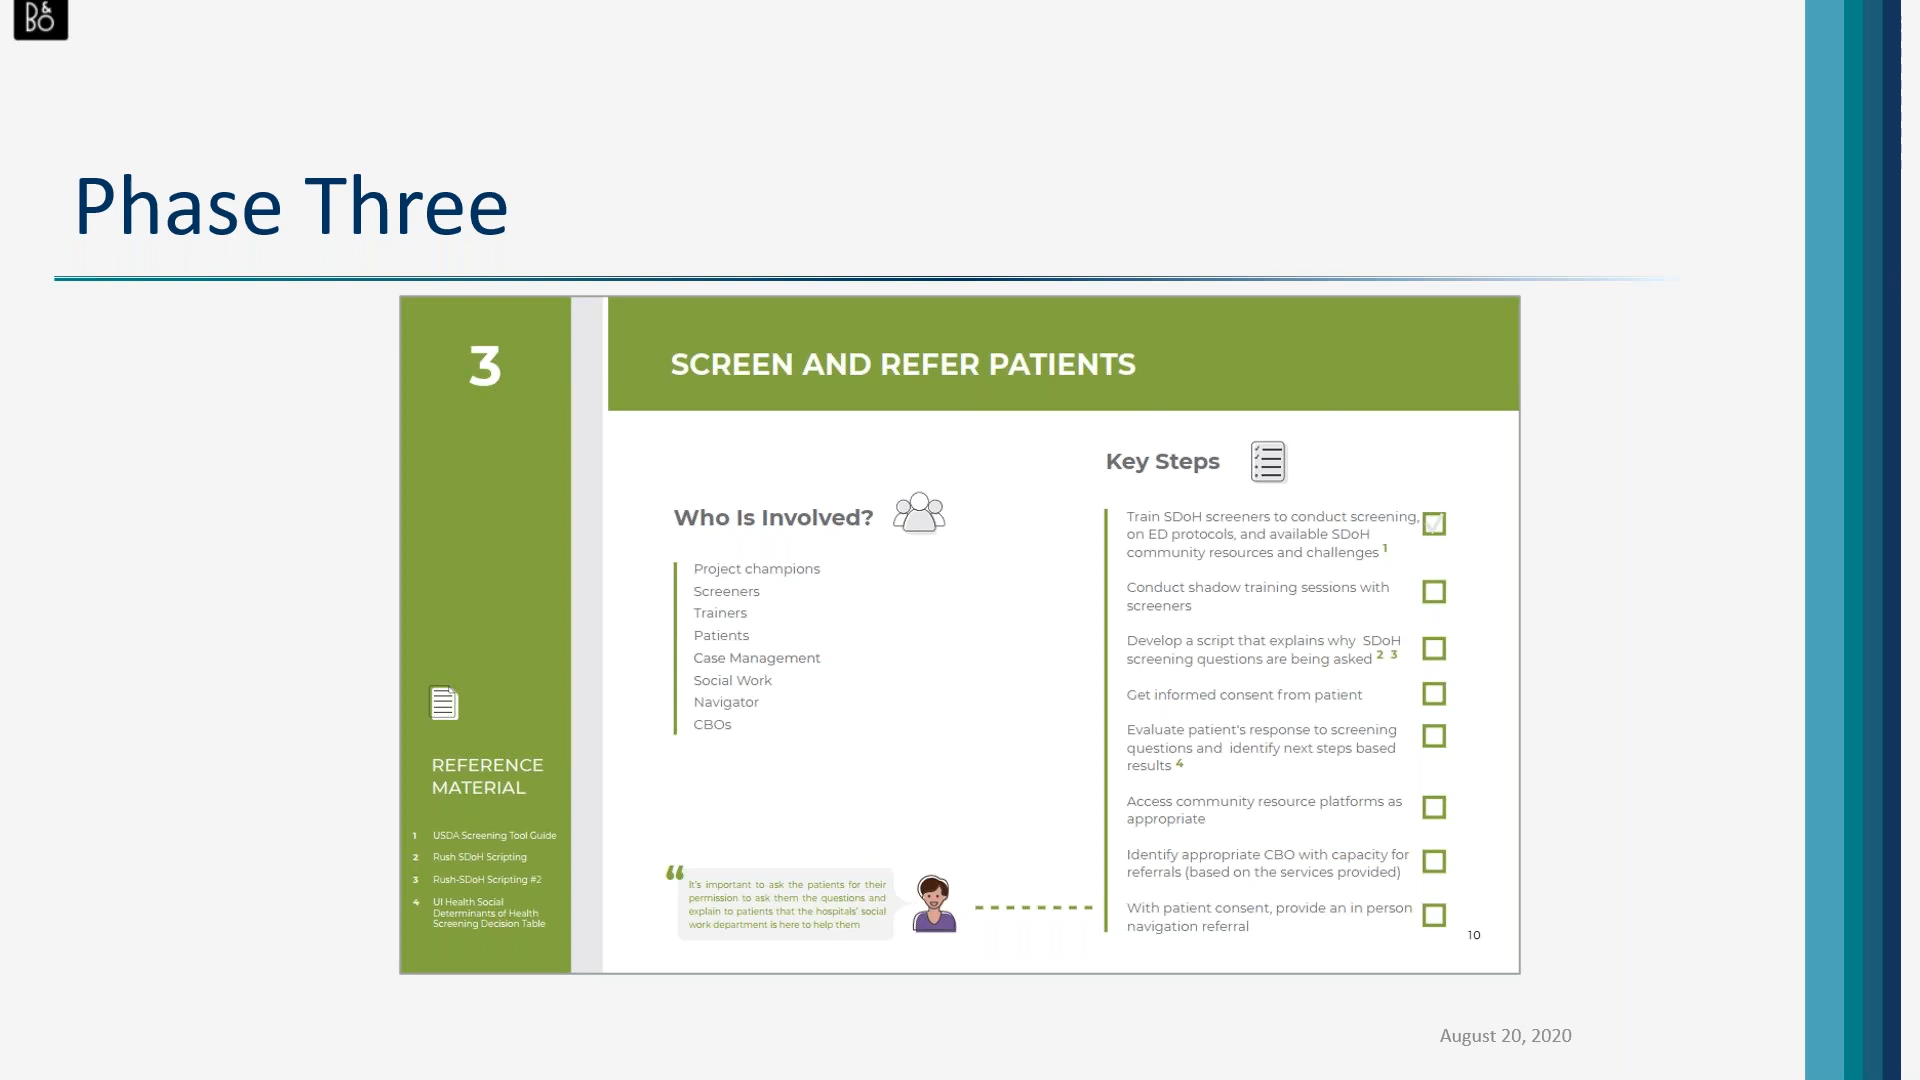 B&O
Phase Three
3
SCREEN AND REFER PATIENTS
Who Is Involved?
Project champions
Screeners
Trainers
Patients
Case Management
Social Work
Navigator
CBOs
Key Steps
Train SDoH screeners to conduct screening,
on ED protocols, and available SDoH
community resources and challenges 1
Conduct shadow training sessions with
screeners
Develop a script that explains why SDoH
screening questions are being asked 2 3
Get informed consent from patient
Evaluate patient's response to screening
questions and identify next steps based
results 4
Access community resource platforms as
appropriate
Identify appropriate CBO with capacity for
referrals (based on the services provided)
With patient consent, provide an in person
navigation referral
REFERENCE
MATERIAL
1 USDA Screening Tool Guide
2 Rush SDoH Scripting
3 Rush-SDoH Scripting #2
4 UI Health Social
Determinants of Health
Screening Decision Table
“ It's important to ask the patients for their
permission to ask them the questions and
explain to patients that the hospitals' social
work department is here to help them
10
August 20, 2020